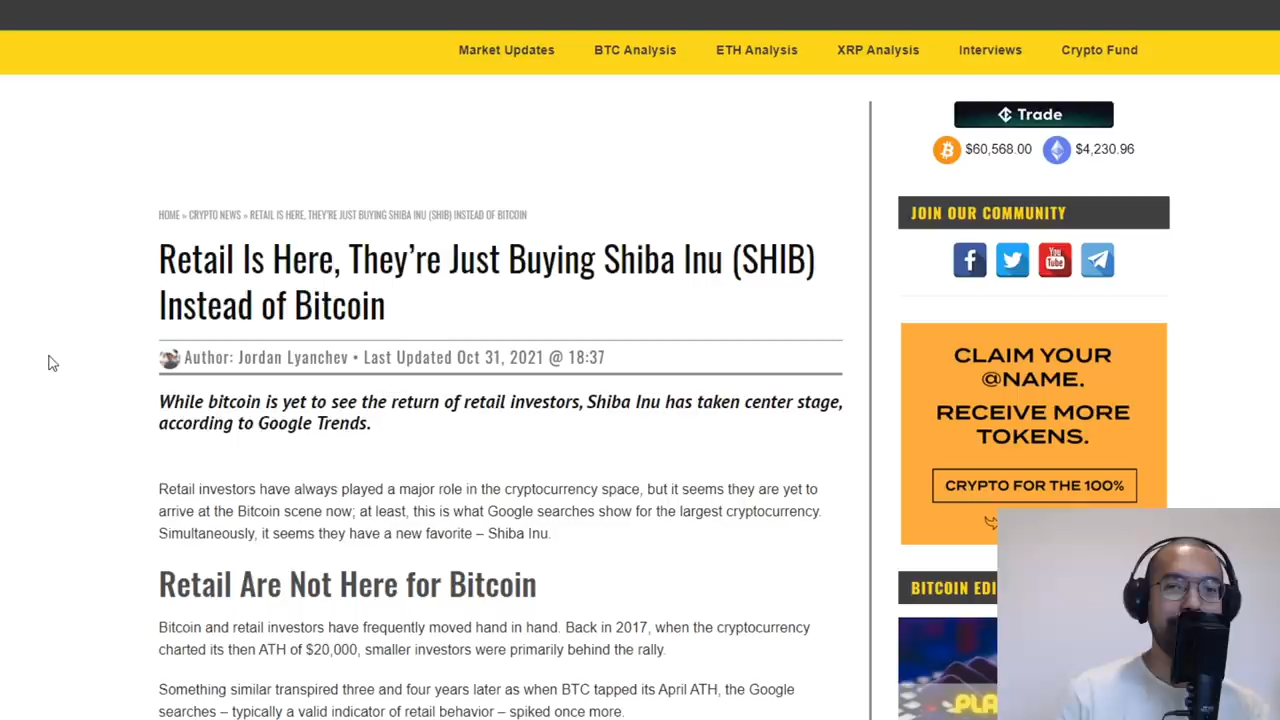 Market Updates BTC Analysis ETH Analysis XRP Analysis Interviews Crypto Fund
Trade
$60,568.00 $4,230.96
HOME » CRYPTO NEWS » RETAIL IS HERE, THEY'RE JUST BUYING SHIBA INU (SHIB) INSTEAD OF BITCOIN
Retail Is Here, They're Just Buying Shiba Inu (SHIB)
Instead of Bitcoin
Author: Jordan Lyanchev • Last Updated Oct 31, 2021 @ 18:37
While bitcoin is yet to see the return of retail investors, Shiba Inu has taken center stage,
according to Google Trends.
Retail investors have always played a major role in the cryptocurrency space, but it seems they are yet to
arrive at the Bitcoin scene now; at least, this is what Google searches show for the largest cryptocurrency.
Simultaneously, it seems they have a new favorite – Shiba Inu.
Retail Are Not Here for Bitcoin
Bitcoin and retail investors have frequently moved hand in hand. Back in 2017, when the cryptocurrency
charted its then ATH of $20,000, smaller investors were primarily behind the rally.
Something similar transpired three and four years later as when BTC tapped its April ATH, the Google
searches – typically a valid indicator of retail behavior – spiked once more.
JOIN OUR COMMUNITY
You
Tube
CLAIM YOUR
@NAME.
RECEIVE MORE
TOKENS.
CRYPTO FOR THE 100%
BITCOIN EDI
PLA